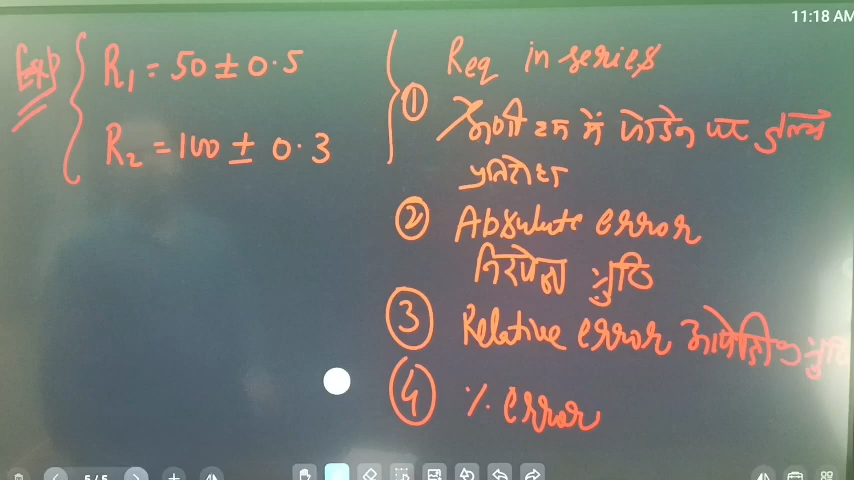 11:18 AM
Exp
R₁ = 50 ± 0.5
R₂ = 100 ± 0.3
Req in series
① श्रेणी क्रम में जोड़ने पर तुल्य
प्रतिरोध
② Absolute error
निरपेक्ष त्रुटि
③ Relative error आपेक्षिक त्रुटि
④ % error
5/5